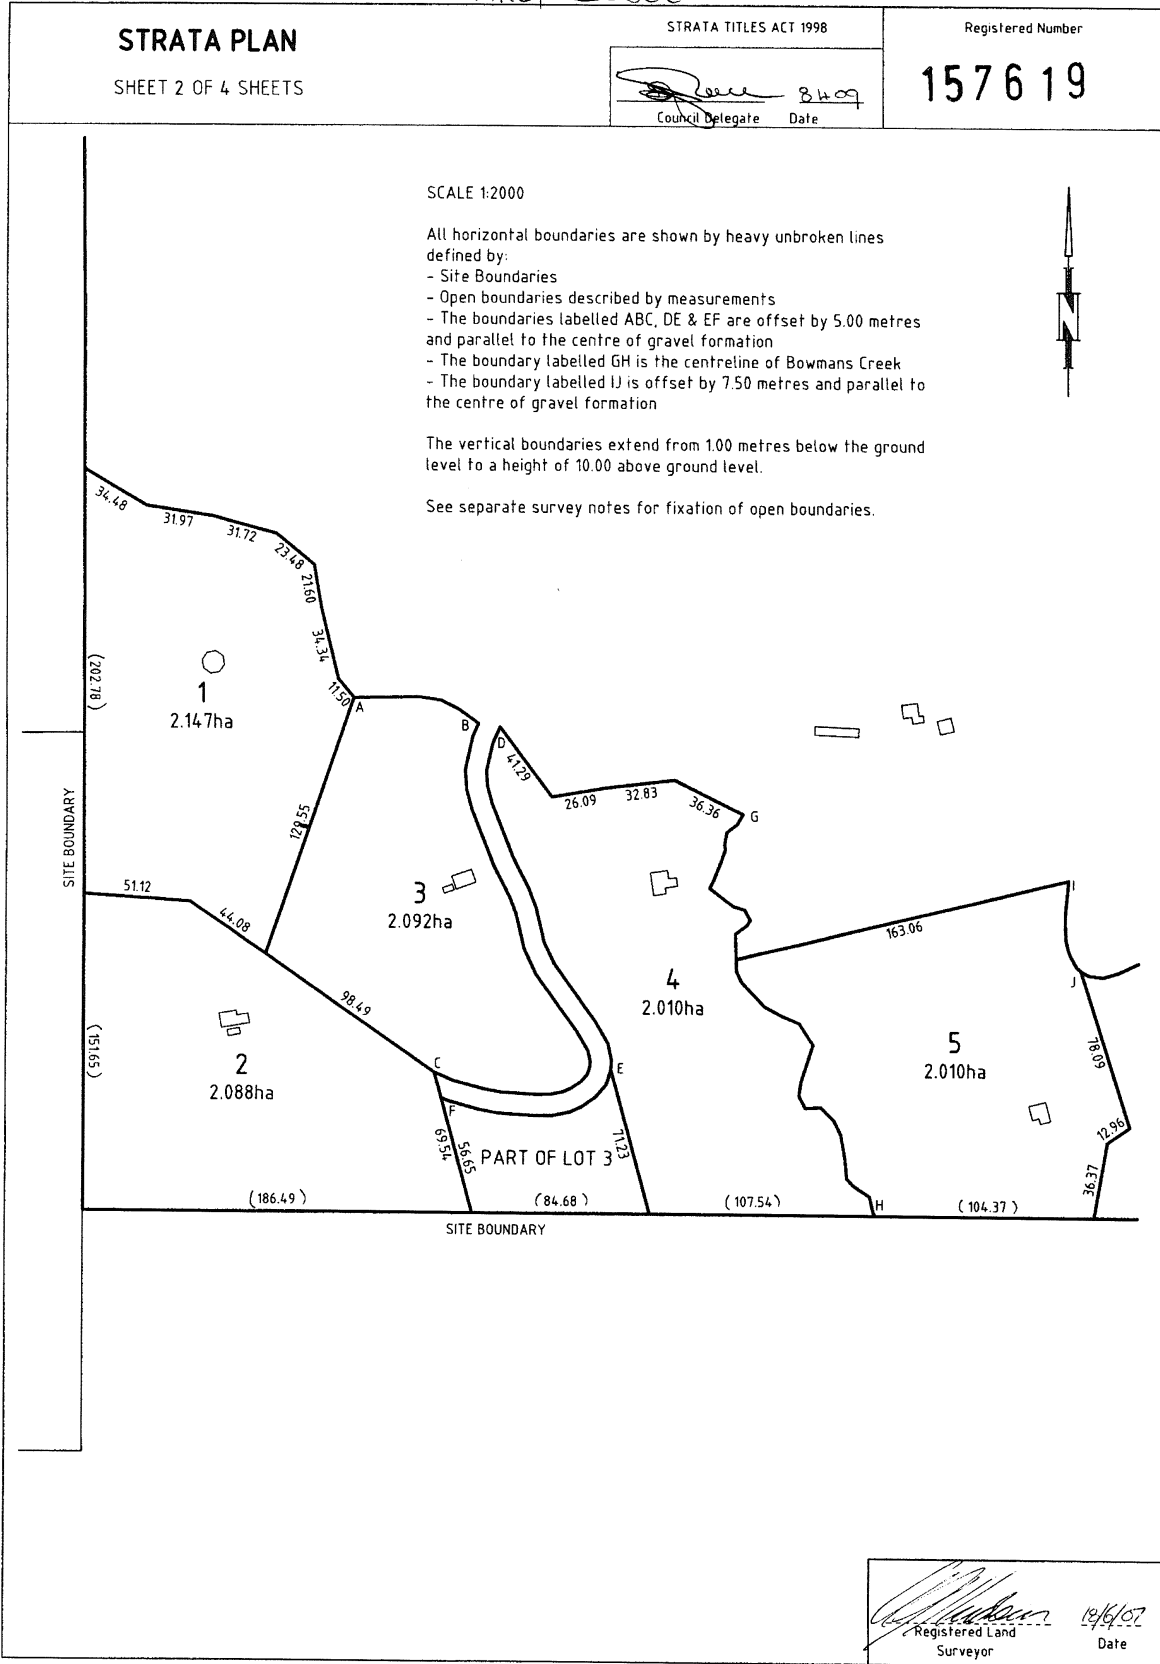 STRATA PLAN
SHEET 2 OF 4 SHEETS
STRATA TITLES ACT 1998
Council Delegate Date
Registered Number
157619
SCALE 1:2000
All horizontal boundaries are shown by heavy unbroken lines
defined by:
- Site Boundaries
- Open boundaries described by measurements
- The boundaries labelled ABC, DE & EF are offset by 5.00 metres
and parallel to the centre of gravel formation
- The boundary labelled GH is the centreline of Bowmans Creek
- The boundary labelled IJ is offset by 7.50 metres and parallel to
the centre of gravel formation
The vertical boundaries extend from 1.00 metres below the ground
level to a height of 10.00 above ground level.
See separate survey notes for fixation of open boundaries.
N
34.48
31.97
31.72
23.48
21.60
34.34
11.50
(202.78)
1
2.147ha
A
B
D
41.29
26.09
32.83
36.36
G
129.55
SITE BOUNDARY
51.12
44.08
3
2.092ha
I
163.06
98.49
4
2.010ha
J
(151.65)
2
2.088ha
C
E
5
2.010ha
78.09
F
69.54
56.65
PART OF LOT 3
71.23
12.96
36.37
(186.49)
(84.68)
(107.54)
H
(104.37)
SITE BOUNDARY
18/6/07
Registered Land
Surveyor
Date